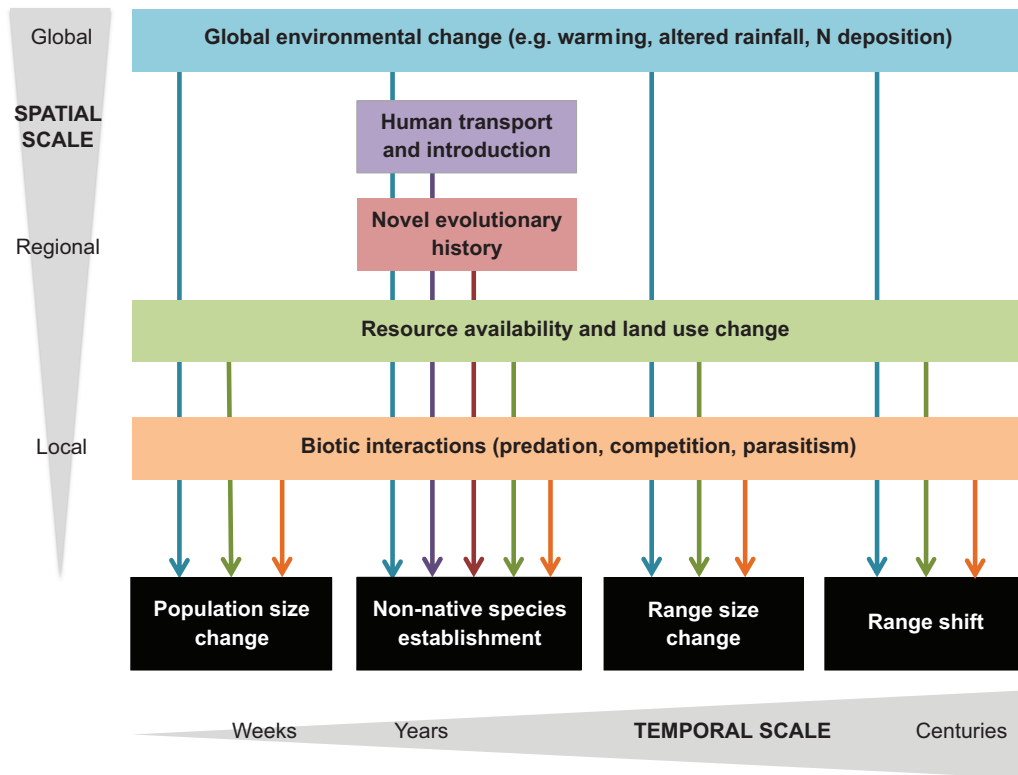 Global
Global environmental change (e.g. warming, altered rainfall, N deposition)
SPATIAL
SCALE
Human transport
and introduction
Novel evolutionary
history
Regional
Resource availability and land use change
Local
Biotic interactions (predation, competition, parasitism)
Population size
change
Non-native species
establishment
Range size
change
Range shift
Weeks
Years
TEMPORAL SCALE
Centuries